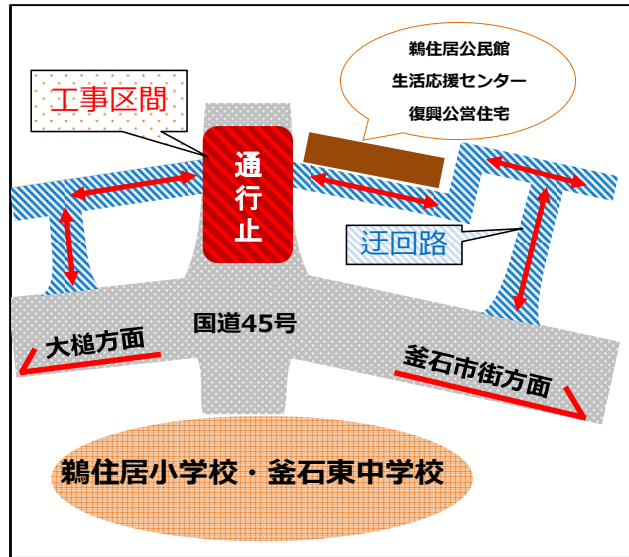 鵜住居公民館
生活応援センター
復興公営住宅
工事区間
通行止
迂回路
国道45号
大槌方面
釜石市街方面
鵜住居小学校・釜石東中学校